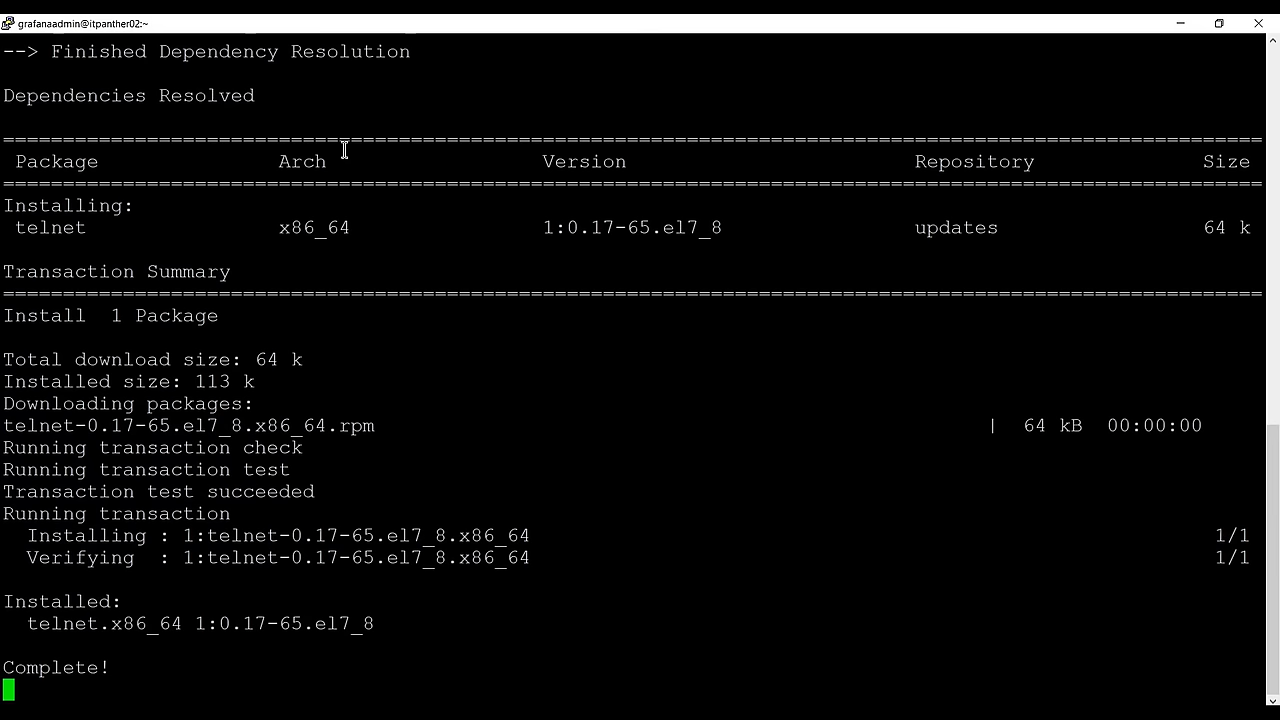 grafanaadmin@itpanther02:~
--> Finished Dependency Resolution
Dependencies Resolved
================================================================================
Package Arch Version Repository Size
================================================================================
Installing:
telnet x86_64 1:0.17-65.el7_8 updates 64 k
Transaction Summary
================================================================================
Install 1 Package
Total download size: 64 k
Installed size: 113 k
Downloading packages:
telnet-0.17-65.el7_8.x86_64.rpm | 64 kB 00:00:00
Running transaction check
Running transaction test
Transaction test succeeded
Running transaction
Installing : 1:telnet-0.17-65.el7_8.x86_64 1/1
Verifying : 1:telnet-0.17-65.el7_8.x86_64 1/1
Installed:
telnet.x86_64 1:0.17-65.el7_8
Complete!